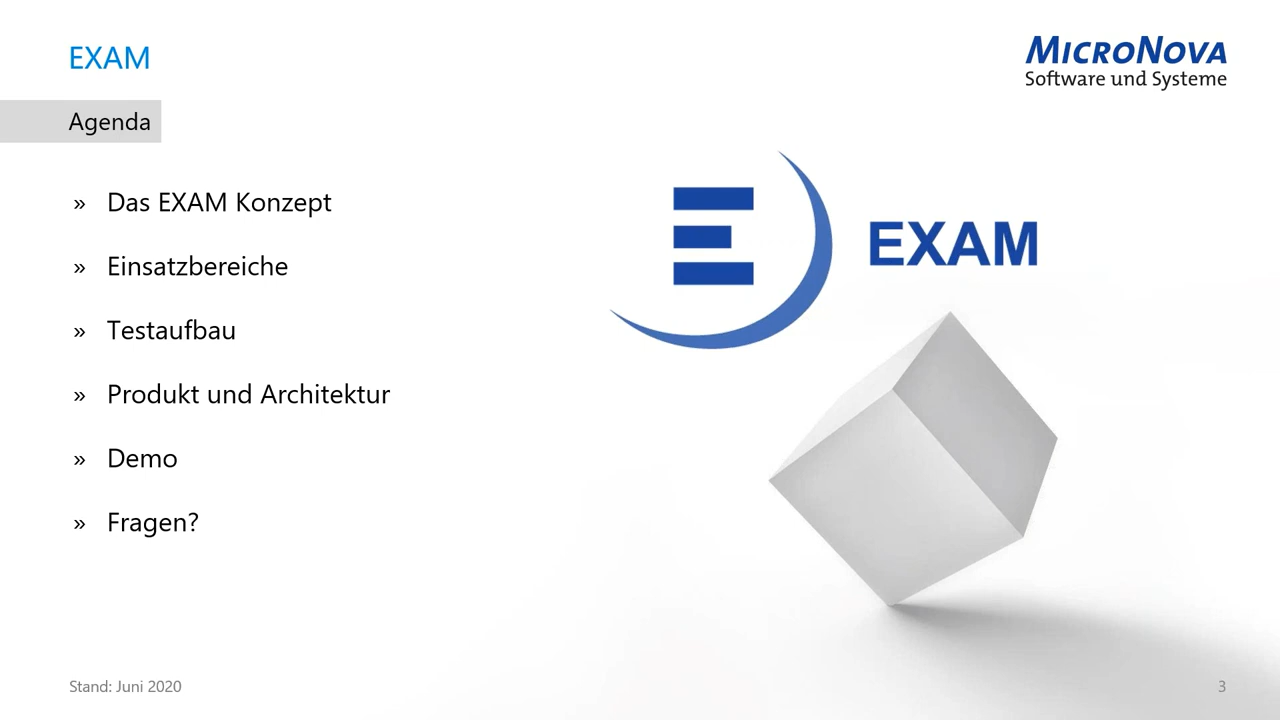 EXAM
MICRONOVA
Software und Systeme
Agenda
» Das EXAM Konzept
» Einsatzbereiche
» Testaufbau
» Produkt und Architektur
» Demo
» Fragen?
E EXAM
Stand: Juni 2020
3